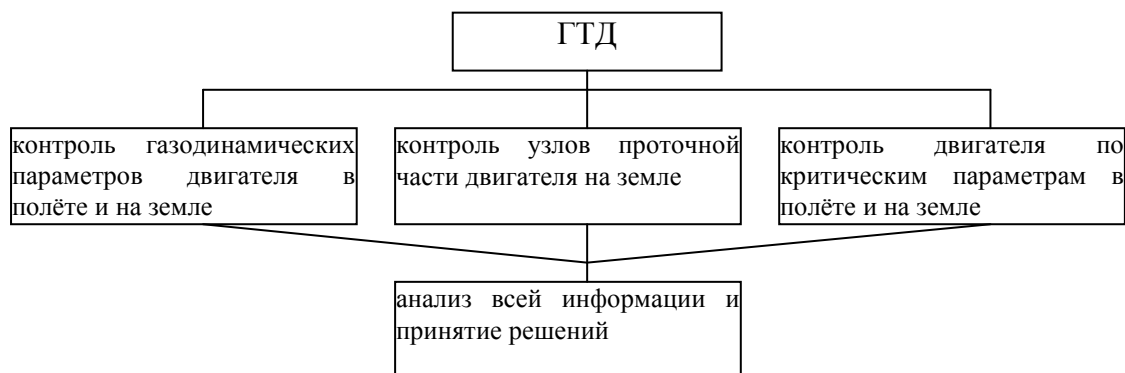 ГТД
контроль газодинамических
параметров двигателя в
полёте и на земле
контроль узлов проточной
части двигателя на земле
контроль двигателя по
критическим параметрам в
полёте и на земле
анализ всей информации и
принятие решений